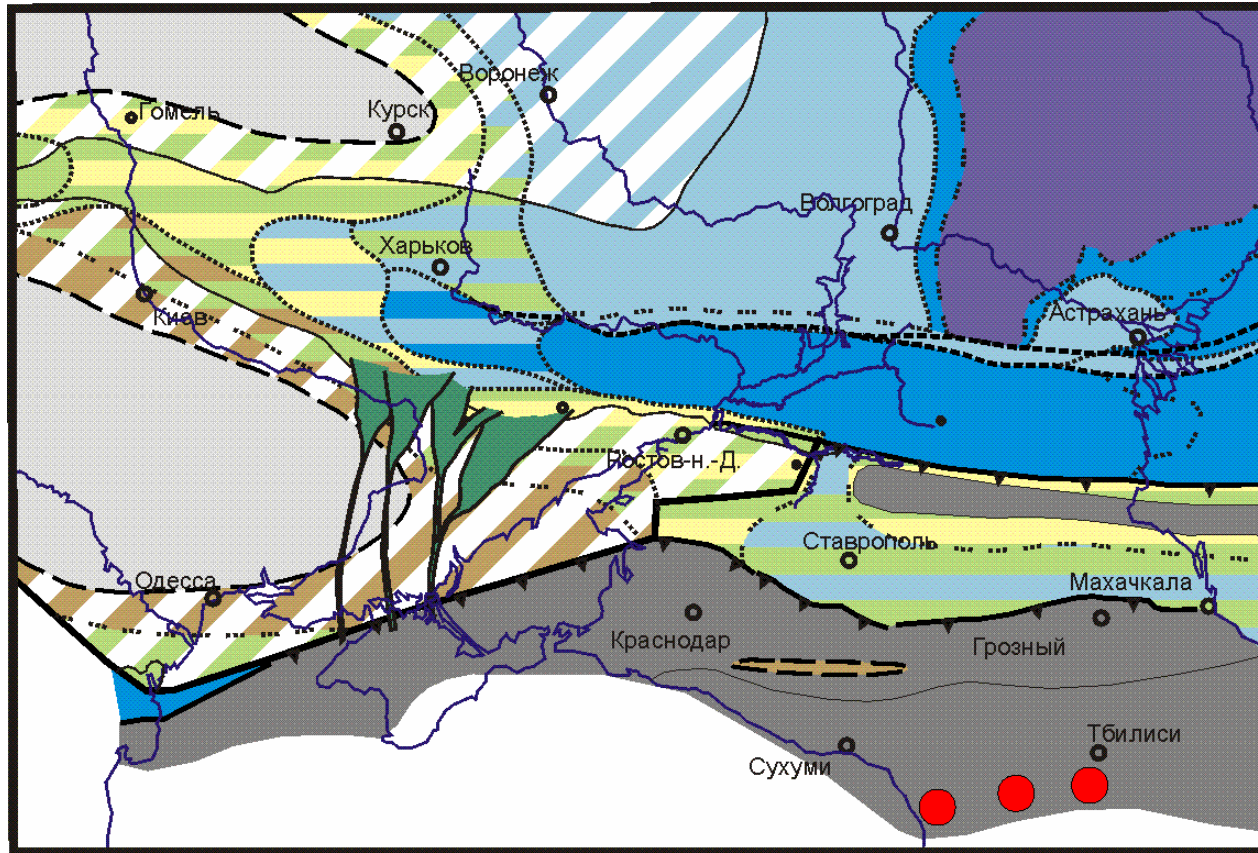 Воронеж
Гомель
Курск
Волгоград
Харьков
Киев
Астрахань
Ростов-н.-Д.
Ставрополь
Одесса
Махачкала
Краснодар
Грозный
Тбилиси
Сухуми